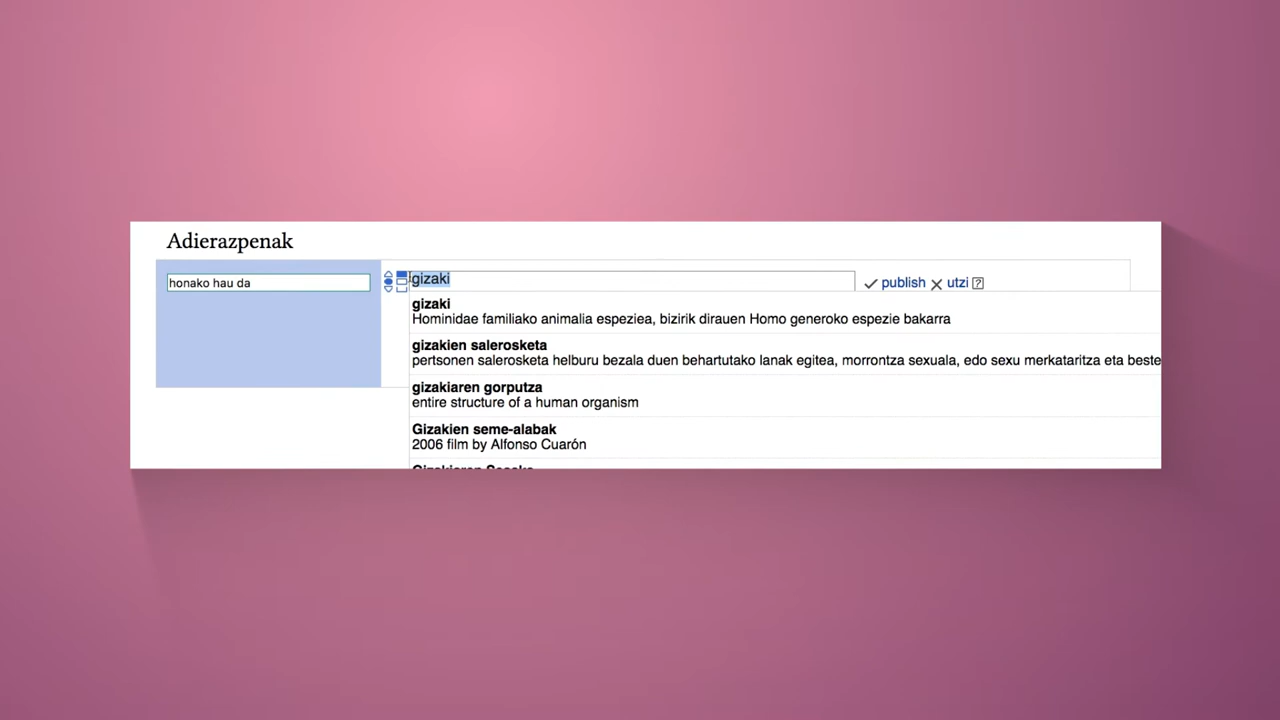 Adierazpenak
honako hau da
gizaki
publish utzi ?
gizaki
Hominidae familiako animalia espeziea, bizirik dirauen Homo generoko espezie bakarra
gizakien salerosketa
pertsonen salerosketa helburu bezala duen behartutako lanak egitea, morrontza sexuala, edo sexu merkataritza eta beste
gizakiaren gorputza
entire structure of a human organism
Gizakien seme-alabak
2006 film by Alfonso Cuarón